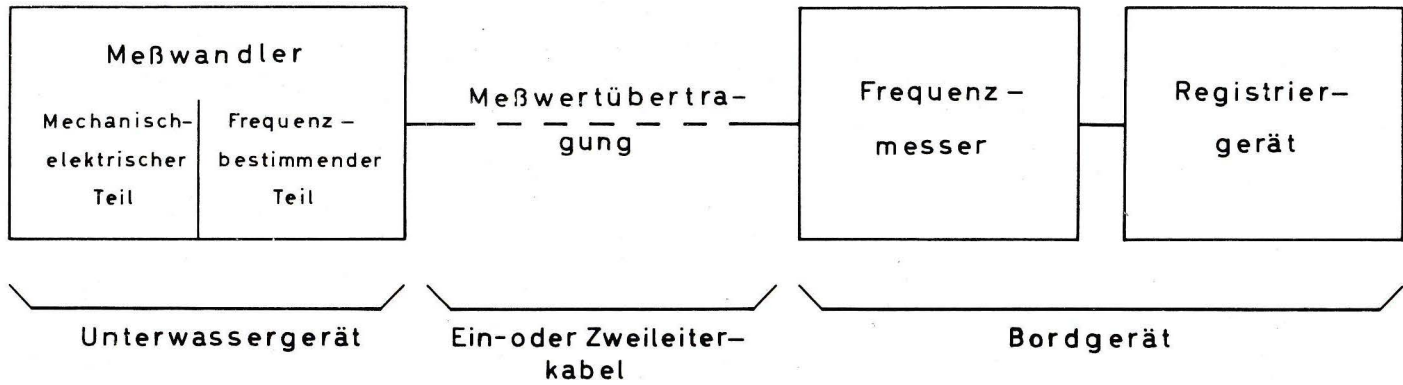 Meßwandler
Mechanisch-
elektrischer
Teil
Frequenz-
bestimmender
Teil
Meßwertübertra-
gung
Frequenz-
messer
Registrier-
gerät
Unterwassergerät
Ein-oder Zweileiter-
kabel
Bordgerät